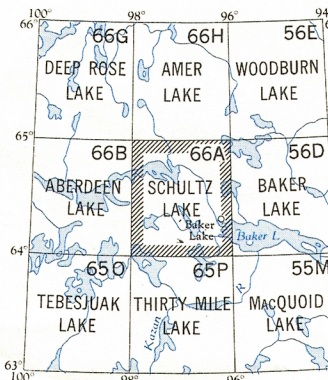 100° 98° 96° 94
66° 66G 66H 56E
DEEP ROSE LAKE
AMER LAKE
WOODBURN LAKE
65° 66B 66A 56D
ABERDEEN LAKE
SCHULTZ LAKE
BAKER LAKE
Baker Lake
Baker L.
64° 65O 65P 55M
TEBESJUAK LAKE
THIRTY MILE LAKE
MACQUOID LAKE
Kazan
R
63°
100° 98° 96°